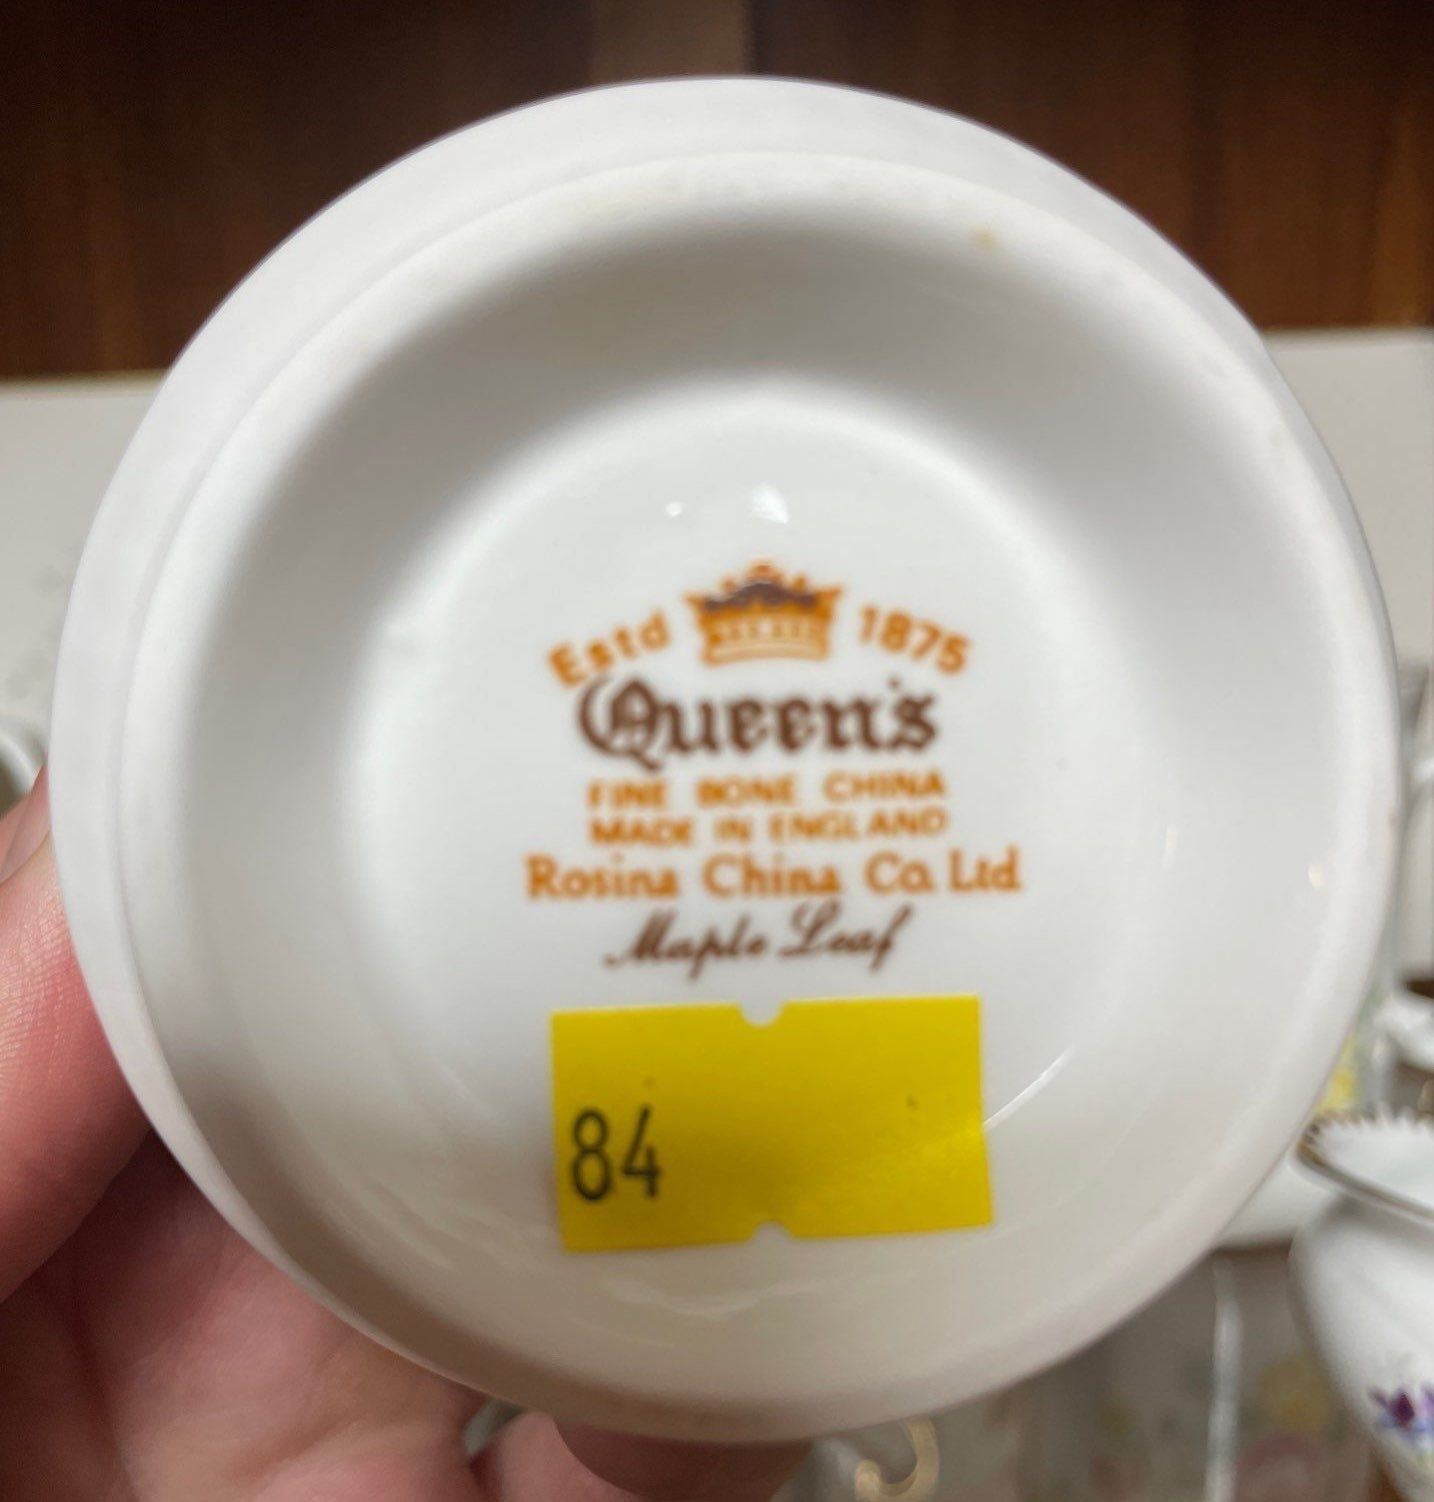 Estd 1875
Queen's
FINE BONE CHINA
MADE IN ENGLAND
Rosina China Co. Ltd
Maple Leaf
84